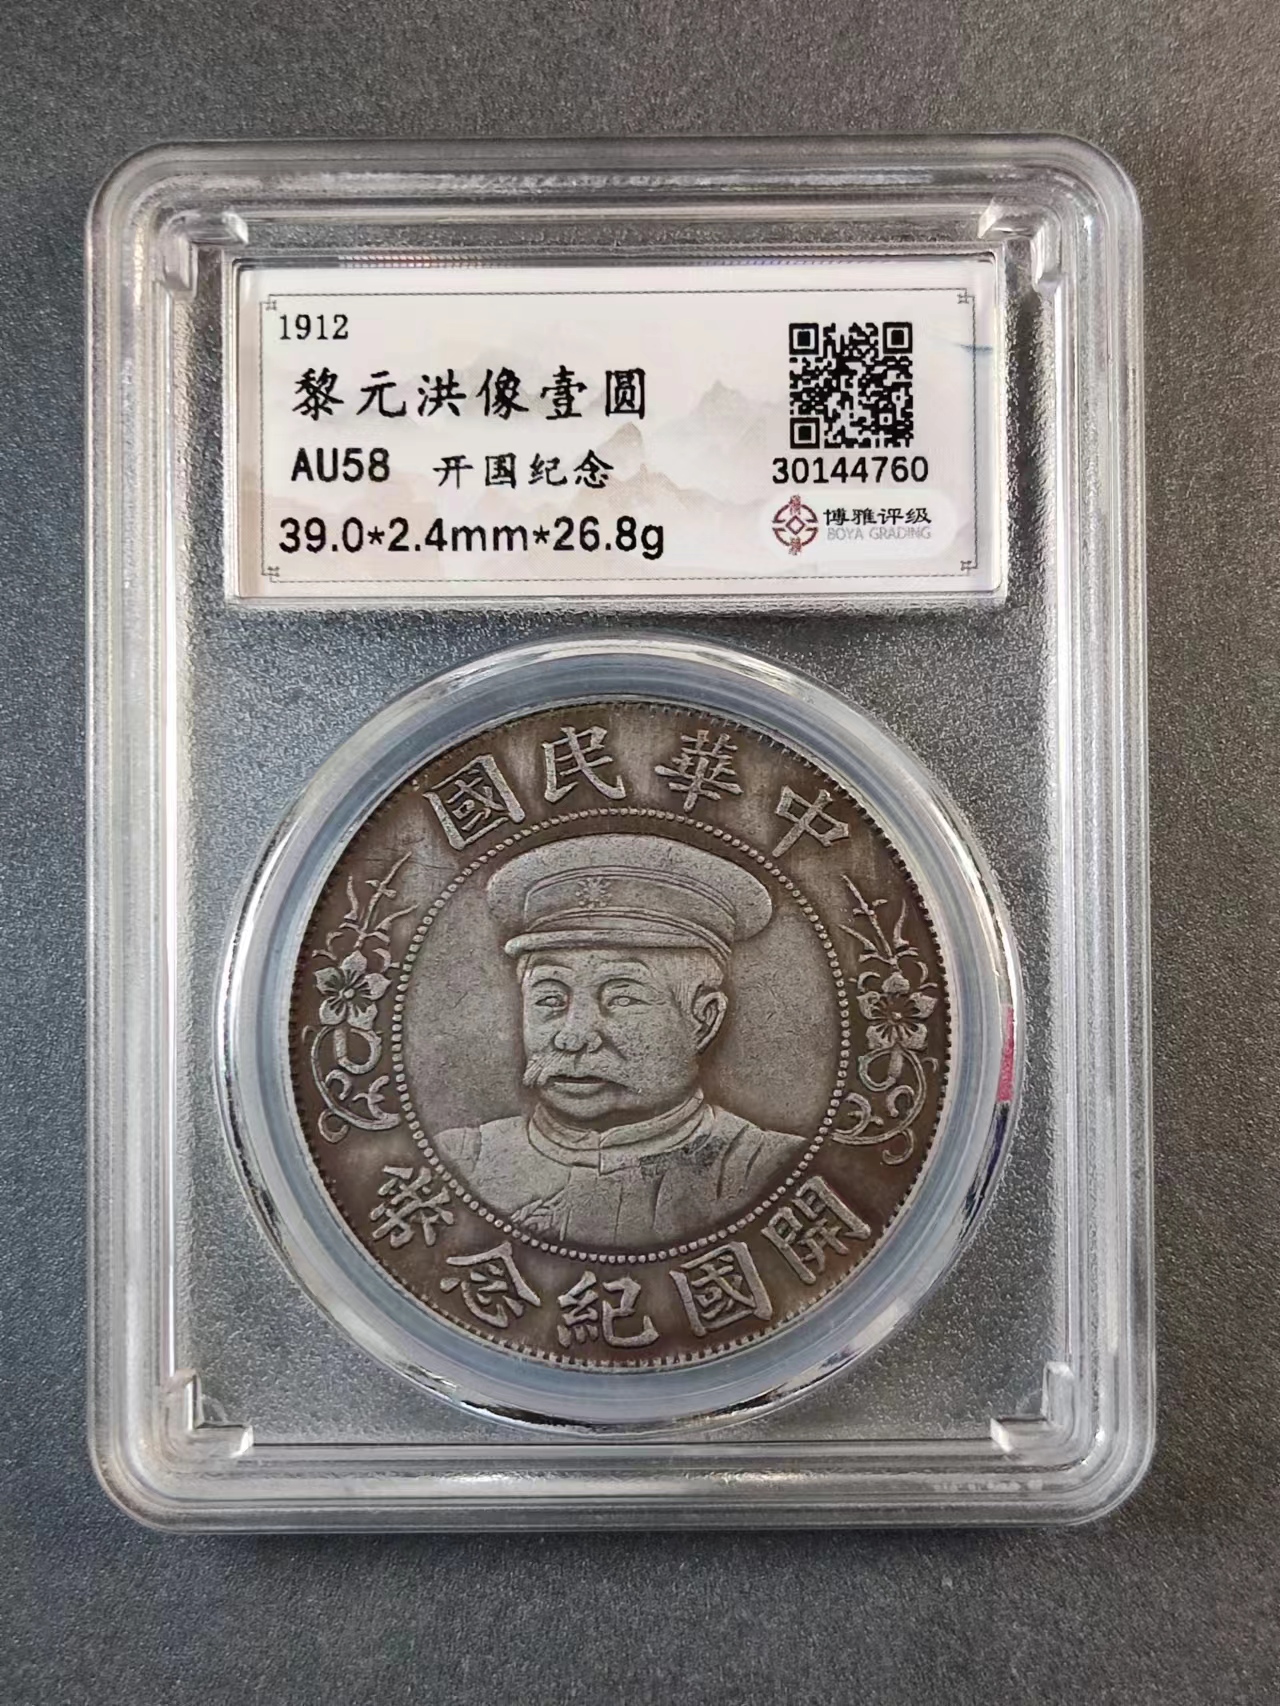 1912
黎元洪像壹圆
AU58 开国纪念
39.0*2.4mm*26.8g
30144760
博雅评级
BOYA GRADING
國民華中
幣念紀國開